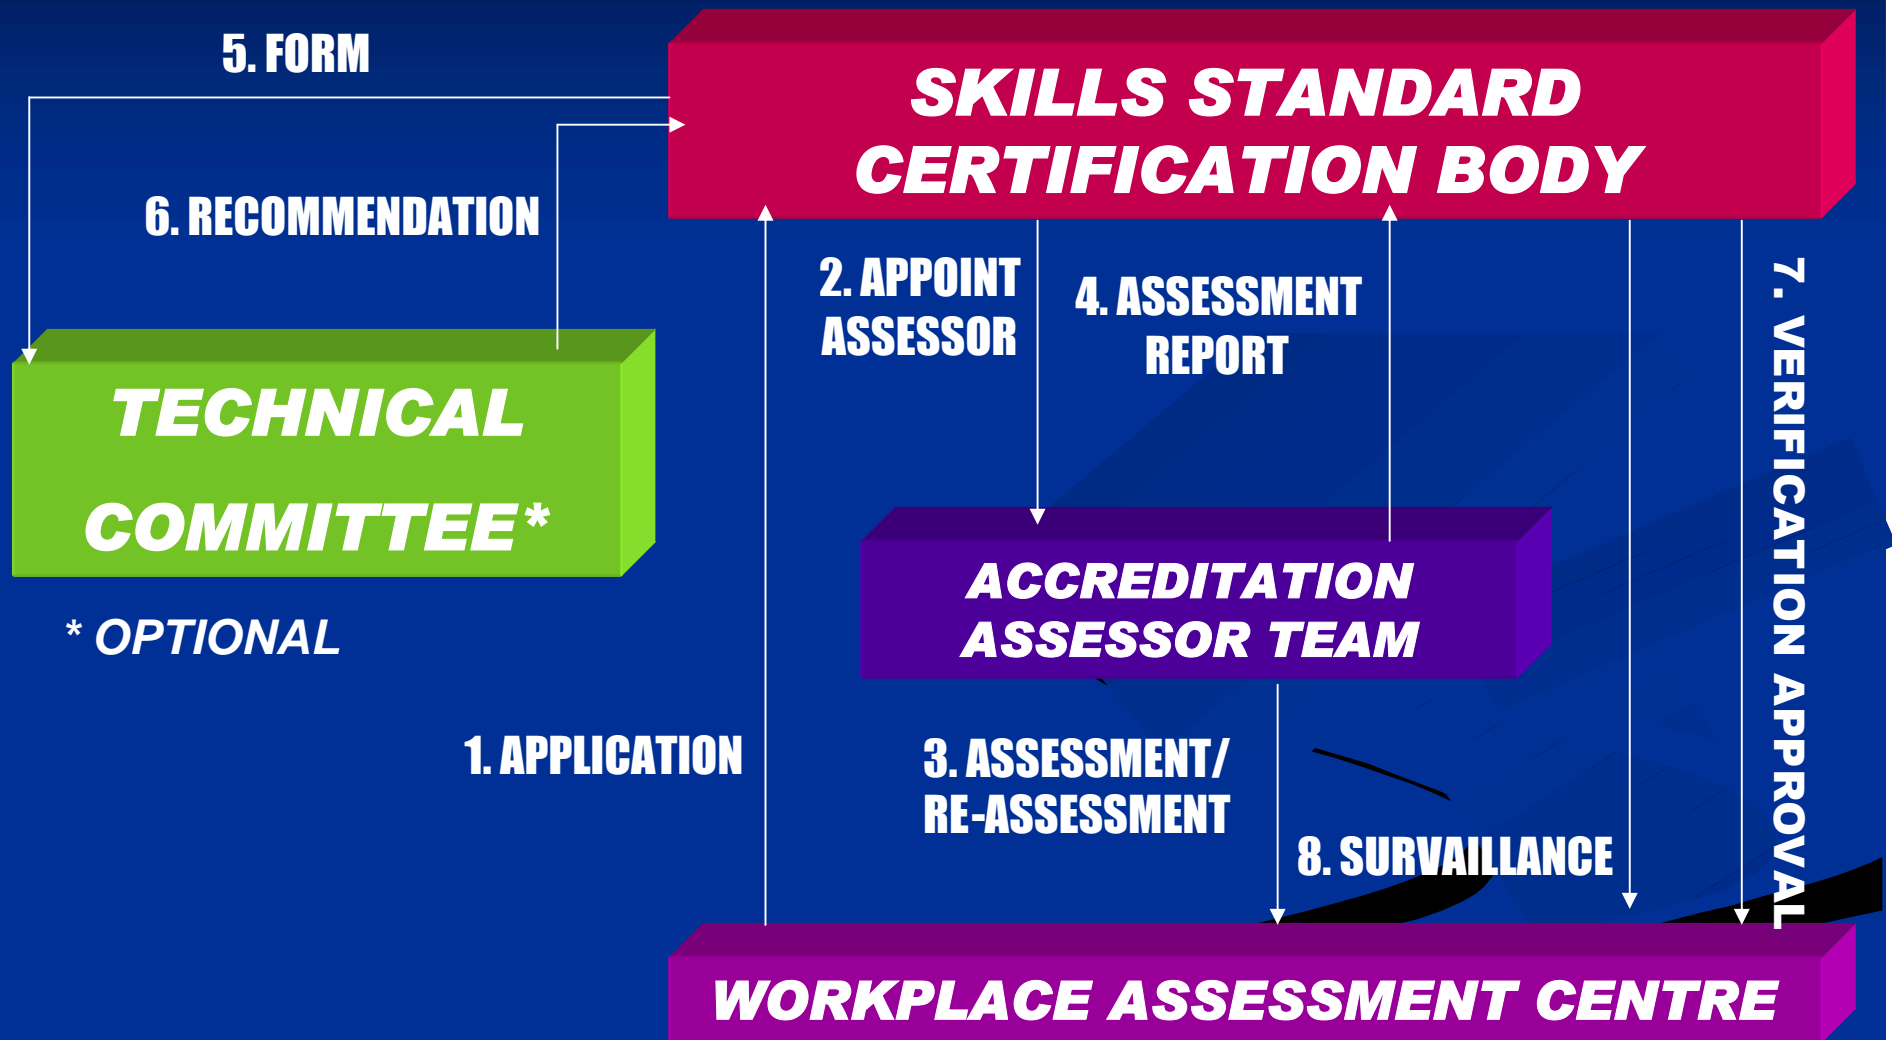 5. FORM
SKILLS STANDARD
CERTIFICATION BODY
6. RECOMMENDATION
2. APPOINT
ASSESSOR
4. ASSESSMENT
REPORT
7. VERIFICATION APPROVAL
TECHNICAL
COMMITTEE*
* OPTIONAL
ACCREDITATION
ASSESSOR TEAM
1. APPLICATION
3. ASSESSMENT/
RE-ASSESSMENT
8. SURVAILLANCE
WORKPLACE ASSESSMENT CENTRE